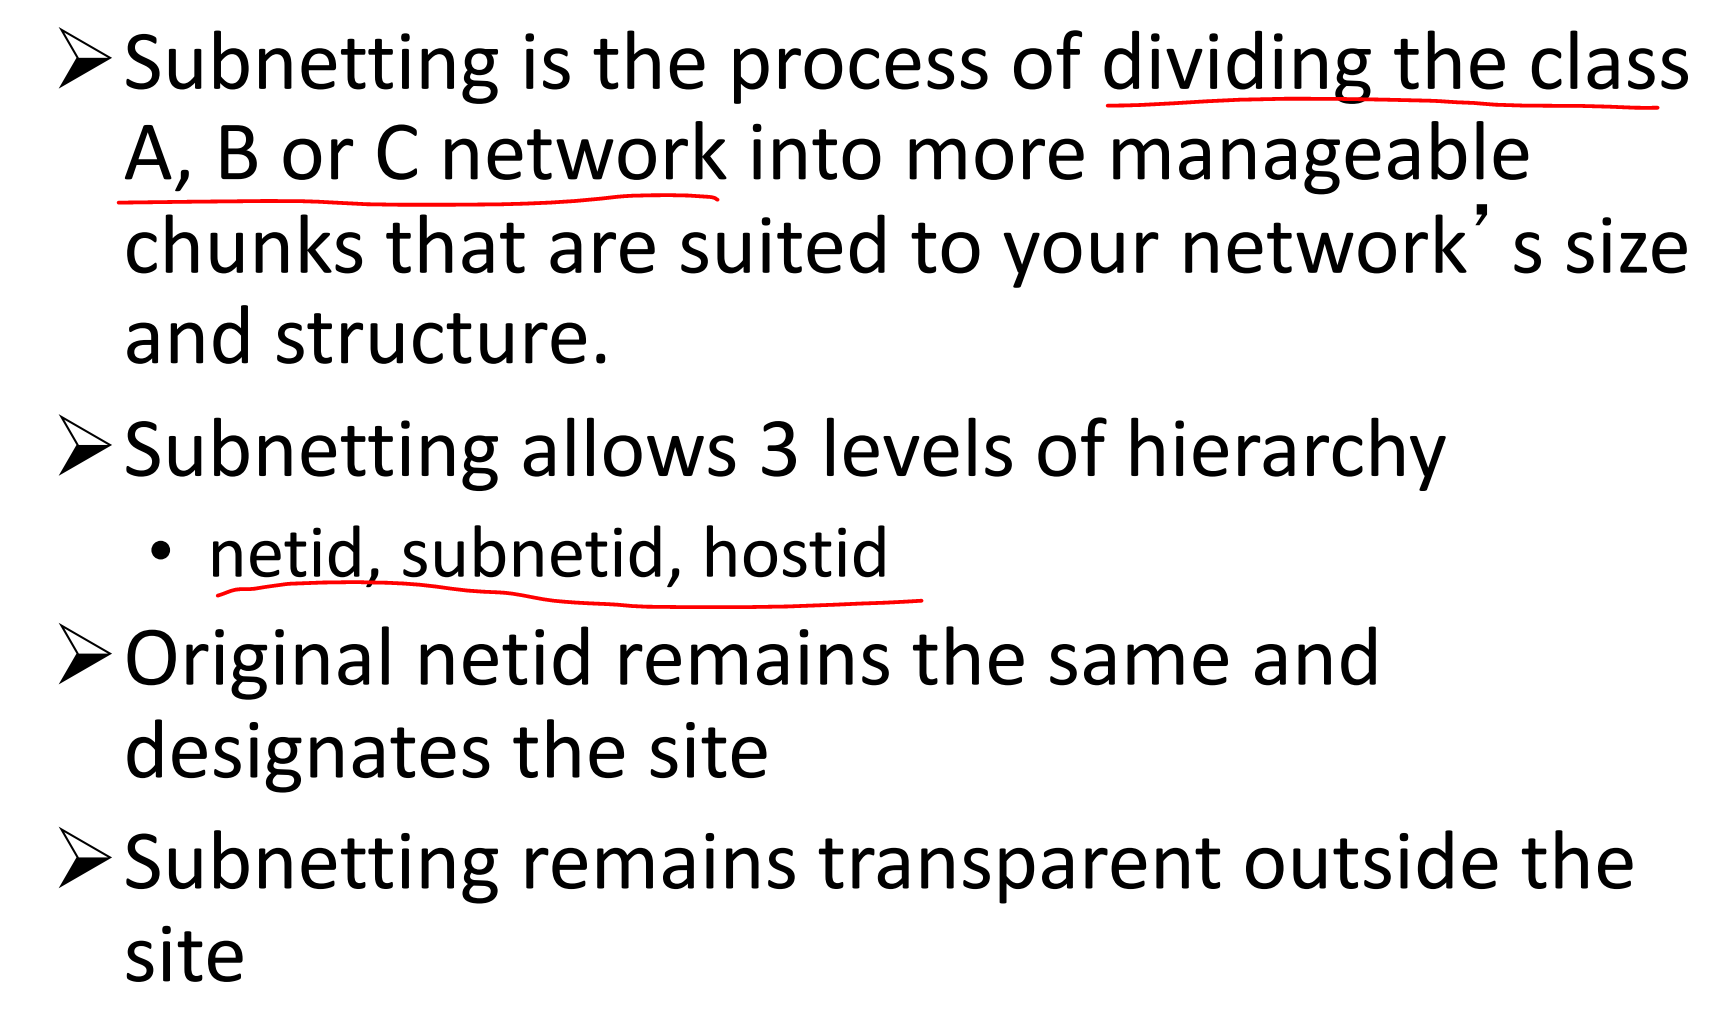 ➢Subnetting is the process of dividing the class
A, B or C network into more manageable
chunks that are suited to your network’s size
and structure.
➢Subnetting allows 3 levels of hierarchy
• netid, subnetid, hostid
➢Original netid remains the same and
designates the site
➢Subnetting remains transparent outside the
site